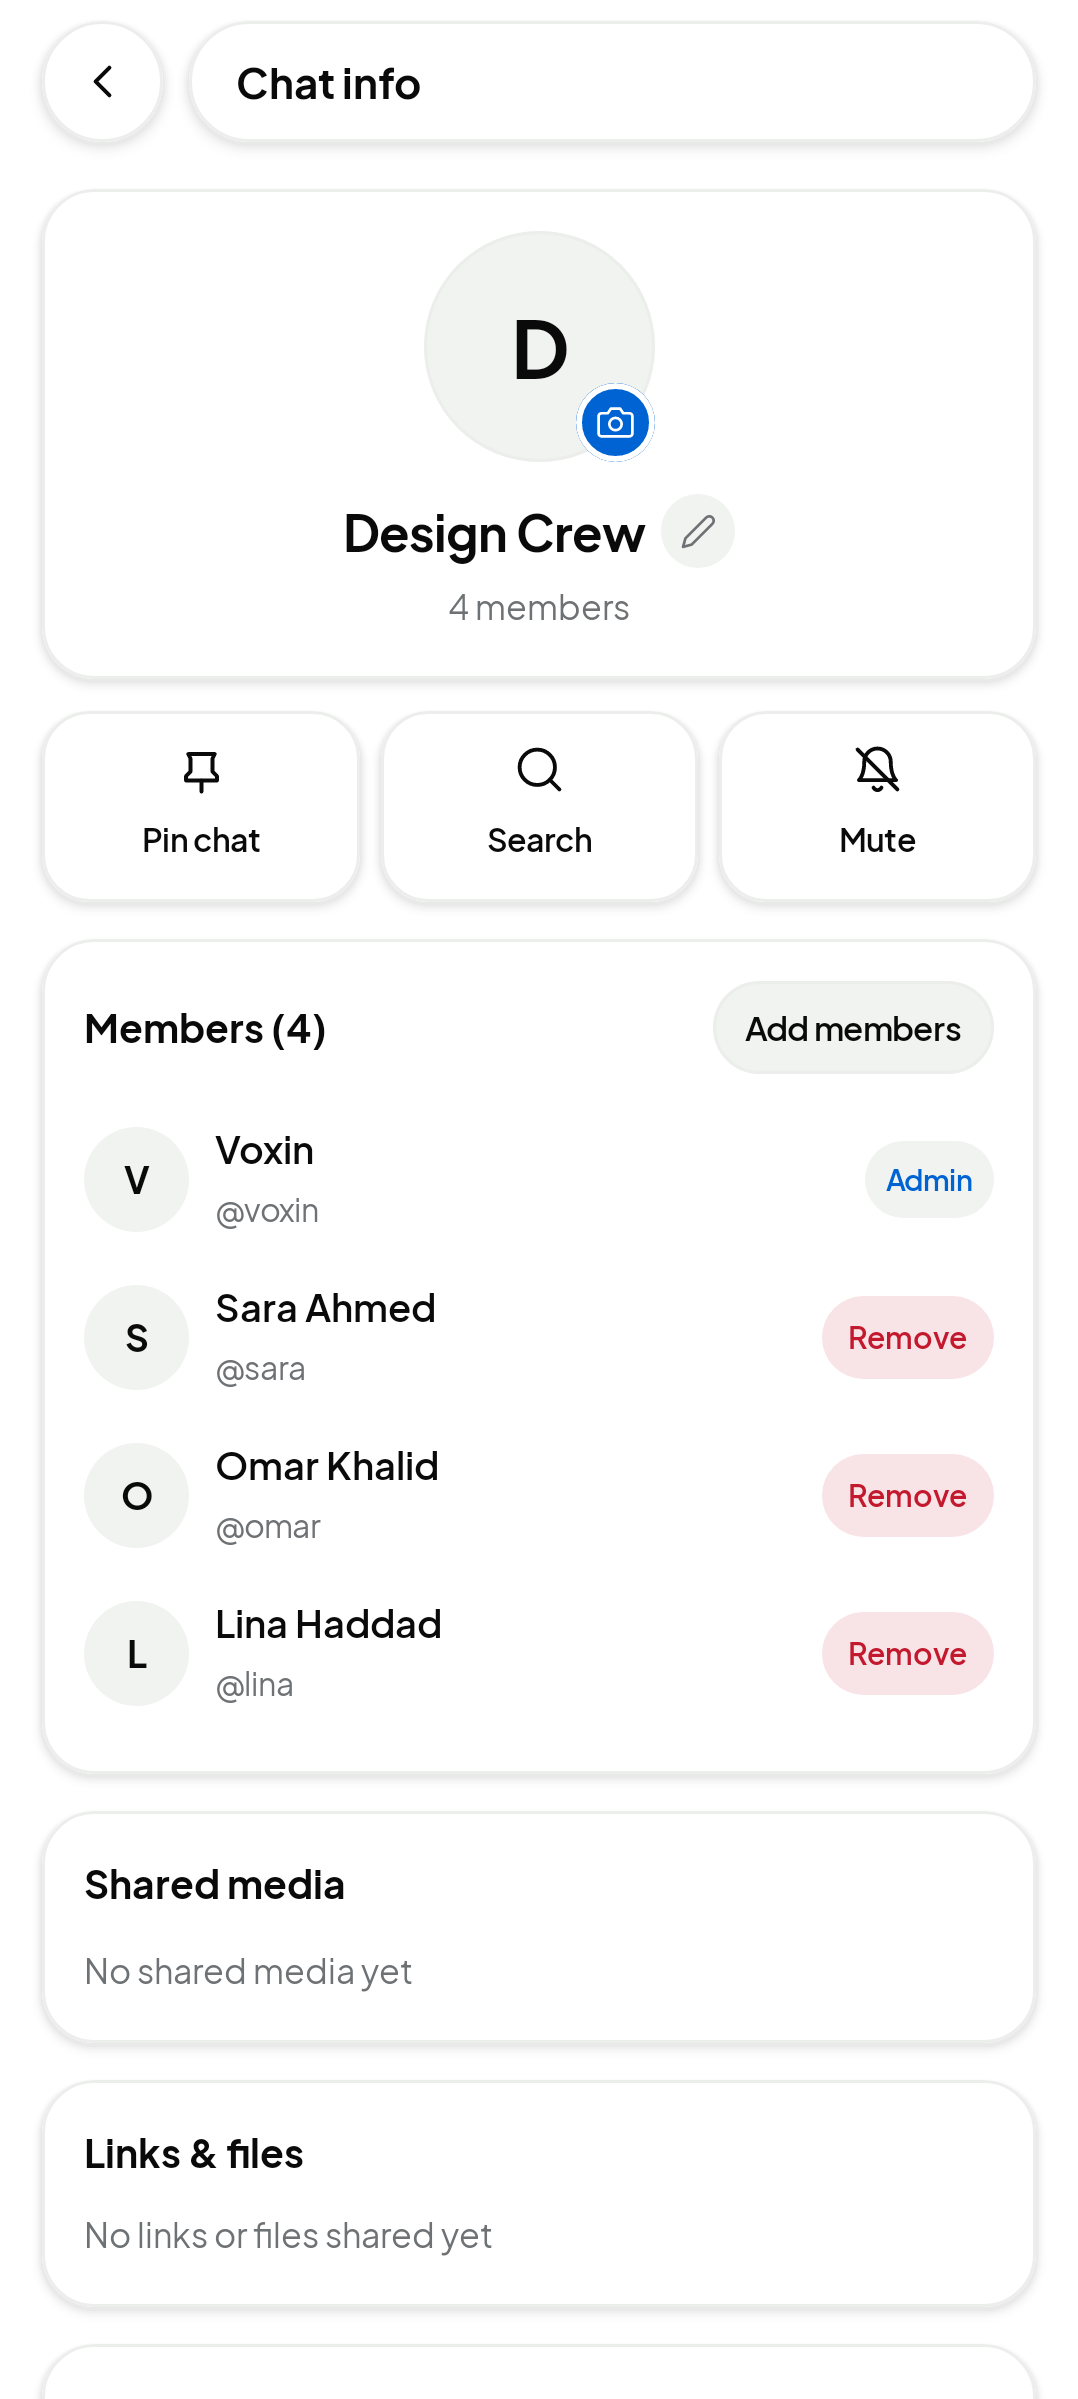 Chat info
D
Design Crew
4 members
Pin chat
Search
Mute
Members (4)
Add members
V
Voxin
@voxin
Admin
S
Sara Ahmed
@sara
Remove
O
Omar Khalid
@omar
Remove
L
Lina Haddad
@lina
Remove
Shared media
No shared media yet
Links & files
No links or files shared yet